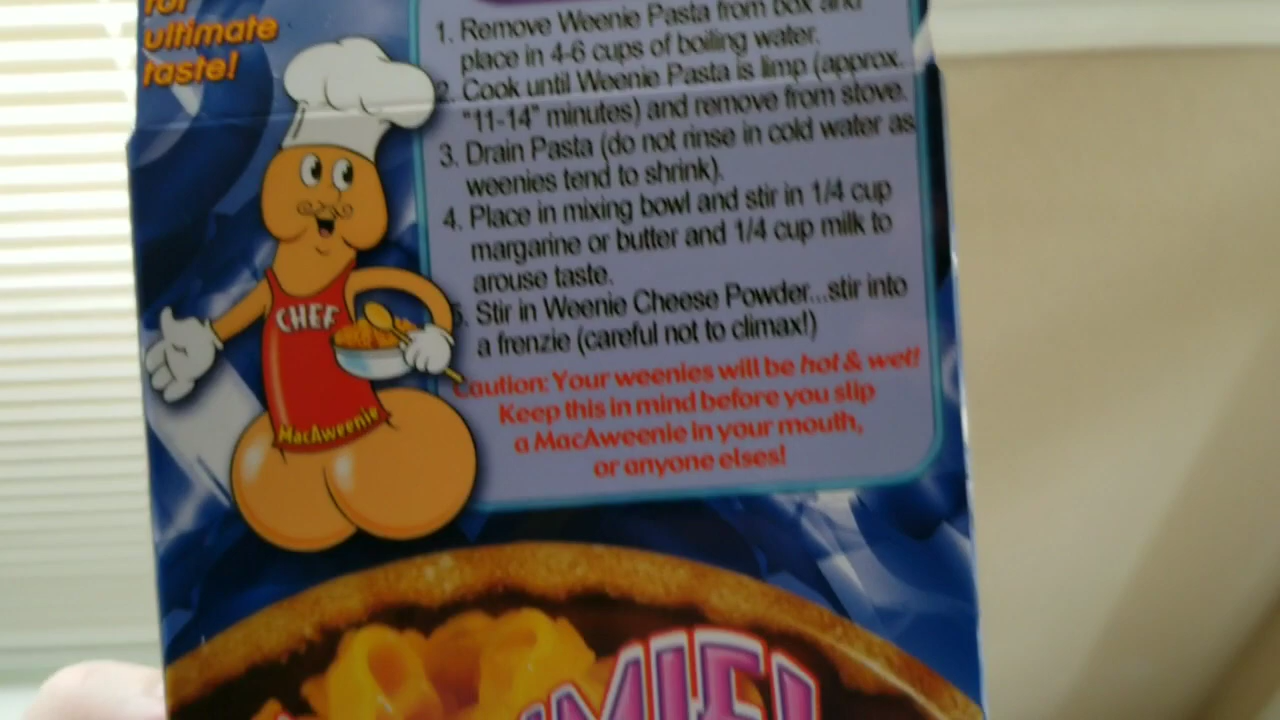 for
ultimate
taste!
1. Remove Weenie Pasta from box and
place in 4-6 cups of boiling water.
2. Cook until Weenie Pasta is limp (approx.
"11-14" minutes) and remove from stove.
3. Drain Pasta (do not rinse in cold water as
weenies tend to shrink).
4. Place in mixing bowl and stir in 1/4 cup
margarine or butter and 1/4 cup milk to
arouse taste.
5. Stir in Weenie Cheese Powder...stir into
a frenzie (careful not to climax!)
Caution: Your weenies will be hot & wet!
Keep this in mind before you slip
a MacAweenie in your mouth,
or anyone elses!
CHEF
MacAweenie